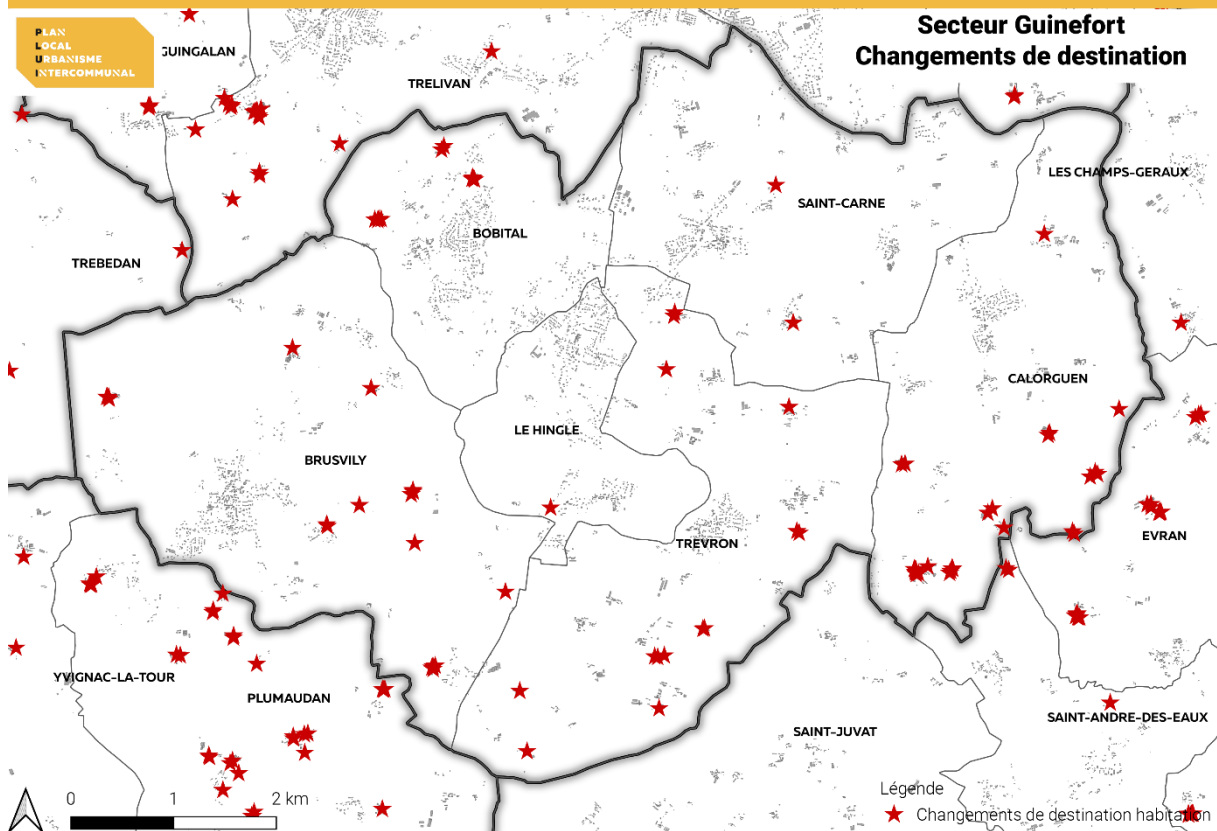 PLAN
LOCAL
URBANISME
INTERCOMMUNAL
Secteur Guinefort
Changements de destination
GUINGALAN
TRELIVAN
LES CHAMPS-GERAUX
SAINT-CARNE
BOBITAL
TREBEDAN
CALORGUEN
LE HINGLE
BRUSVILY
EVRAN
TREVRON
YVIGNAC-LA-TOUR
PLUMAUDAN
SAINT-ANDRE-DES-EAUX
SAINT-JUVAT
Légende
Changements de destination habitation
0 1 2 km